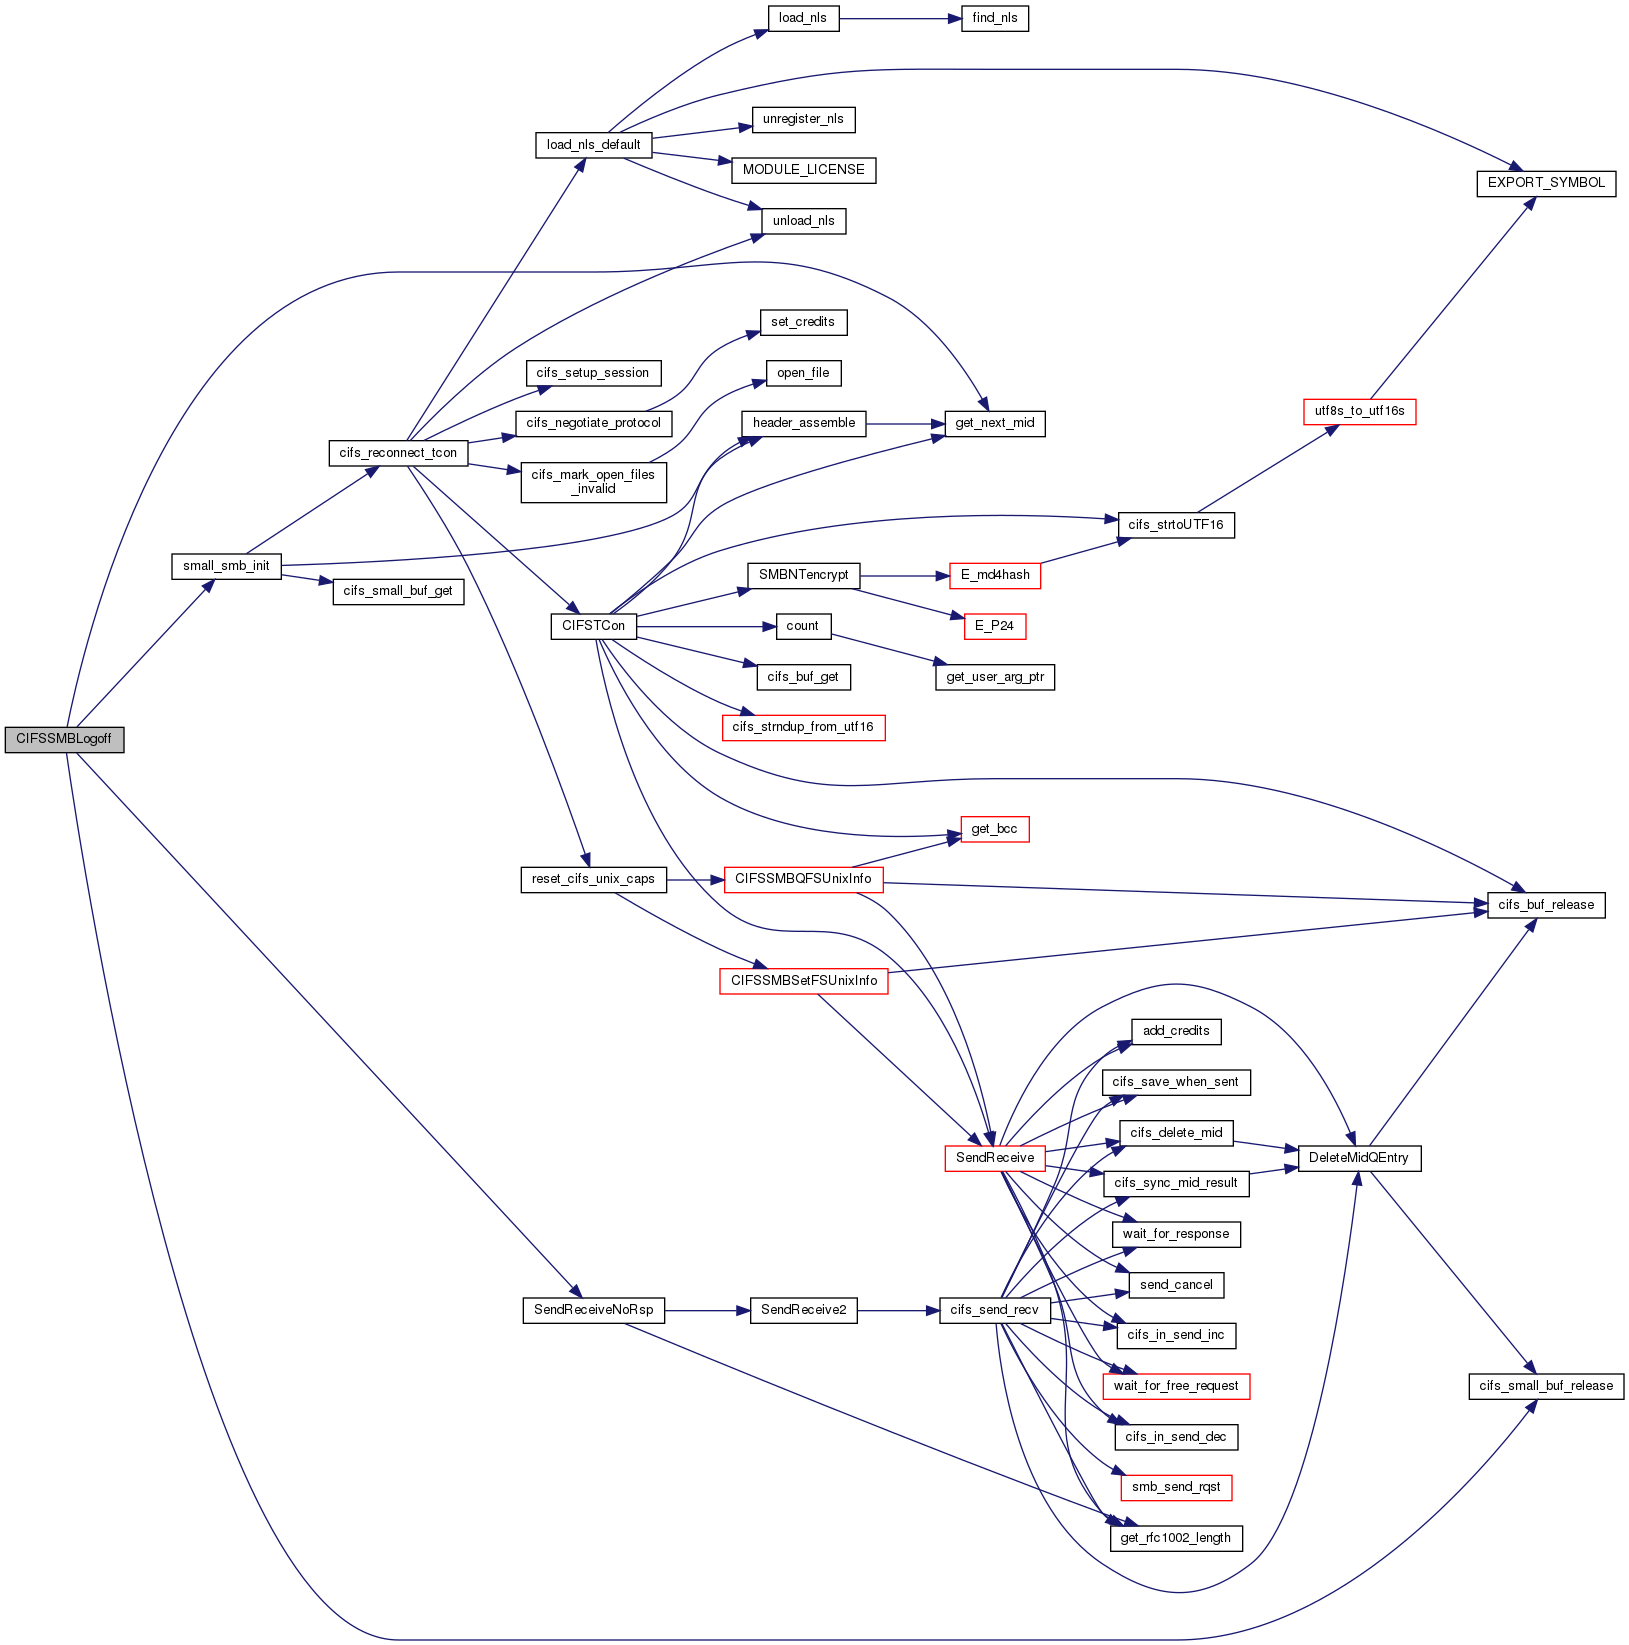 load_nls
find_nls
unregister_nls
load_nls_default
MODULE_LICENSE
EXPORT_SYMBOL
unload_nls
set_credits
cifs_setup_session
open_file
utf8s_to_utf16s
cifs_negotiate_protocol
header_assemble
get_next_mid
cifs_reconnect_tcon
cifs_mark_open_files
_invalid
cifs_strtoUTF16
small_smb_init
SMBNTencrypt
E_md4hash
cifs_small_buf_get
CIFSTCon
count
E_P24
cifs_buf_get
get_user_arg_ptr
cifs_strndup_from_utf16
CIFSSMBLogoff
get_bcc
reset_cifs_unix_caps
CIFSSMBQFSUnixInfo
cifs_buf_release
CIFSSMBSetFSUnixInfo
add_credits
cifs_save_when_sent
cifs_delete_mid
SendReceive
DeleteMidQEntry
cifs_sync_mid_result
wait_for_response
send_cancel
SendReceiveNoRsp
SendReceive2
cifs_send_recv
cifs_in_send_inc
wait_for_free_request
cifs_small_buf_release
cifs_in_send_dec
smb_send_rqst
get_rfc1002_length